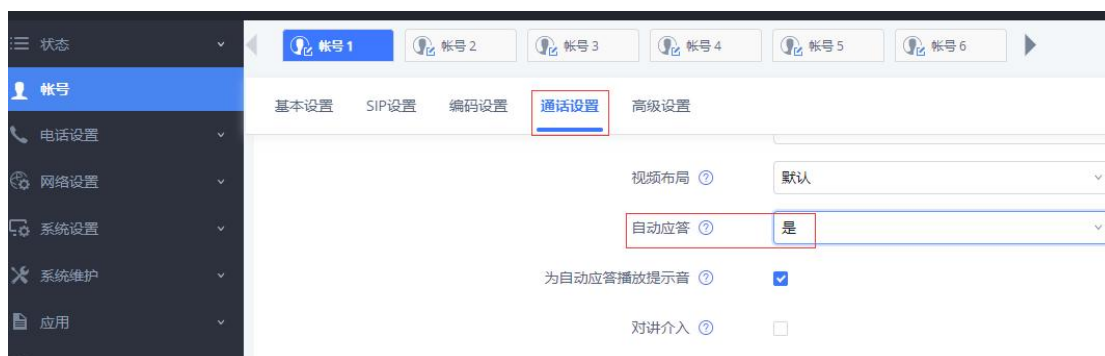 状态
帐号
电话设置
网络设置
系统设置
系统维护
应用
帐号 1
帐号 2
帐号 3
帐号 4
帐号 5
帐号 6
基本设置
SIP设置
编码设置
通话设置
高级设置
视频布局
默认
自动应答
是
为自动应答播放提示音
对讲介入